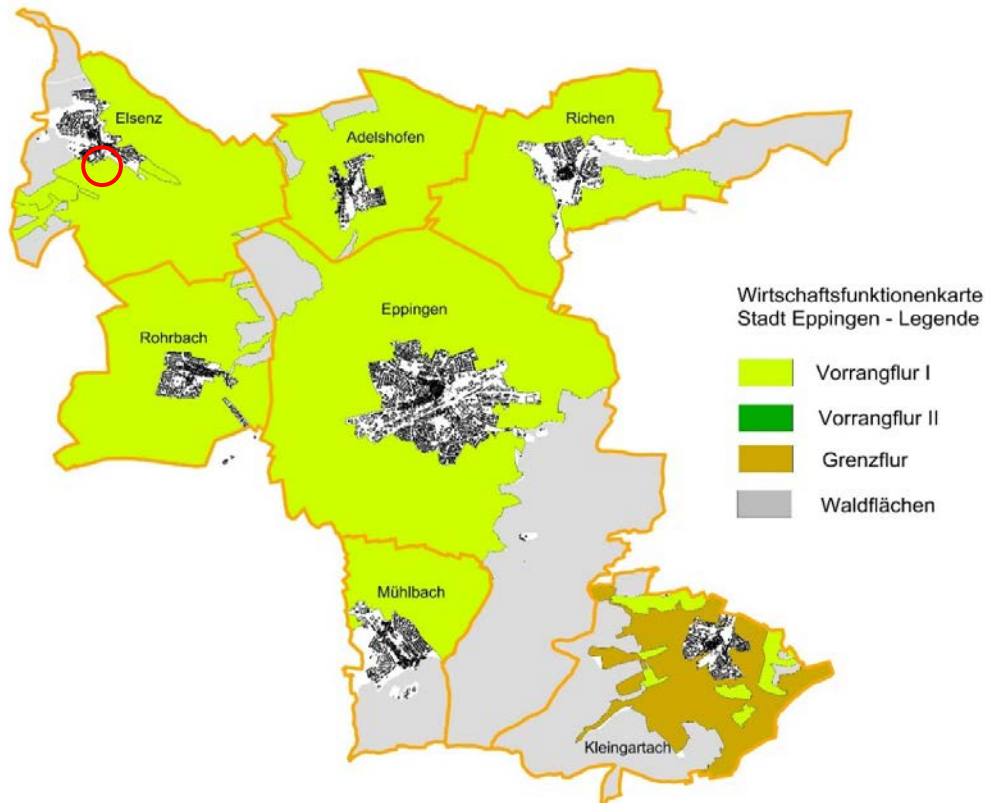 Elsenz
Adelshofen
Richen
Eppingen
Rohrbach
Mühlbach
Kleingartach
Wirtschaftsfunktionenkarte
Stadt Eppingen - Legende
Vorrangflur I
Vorrangflur II
Grenzflur
Waldflächen